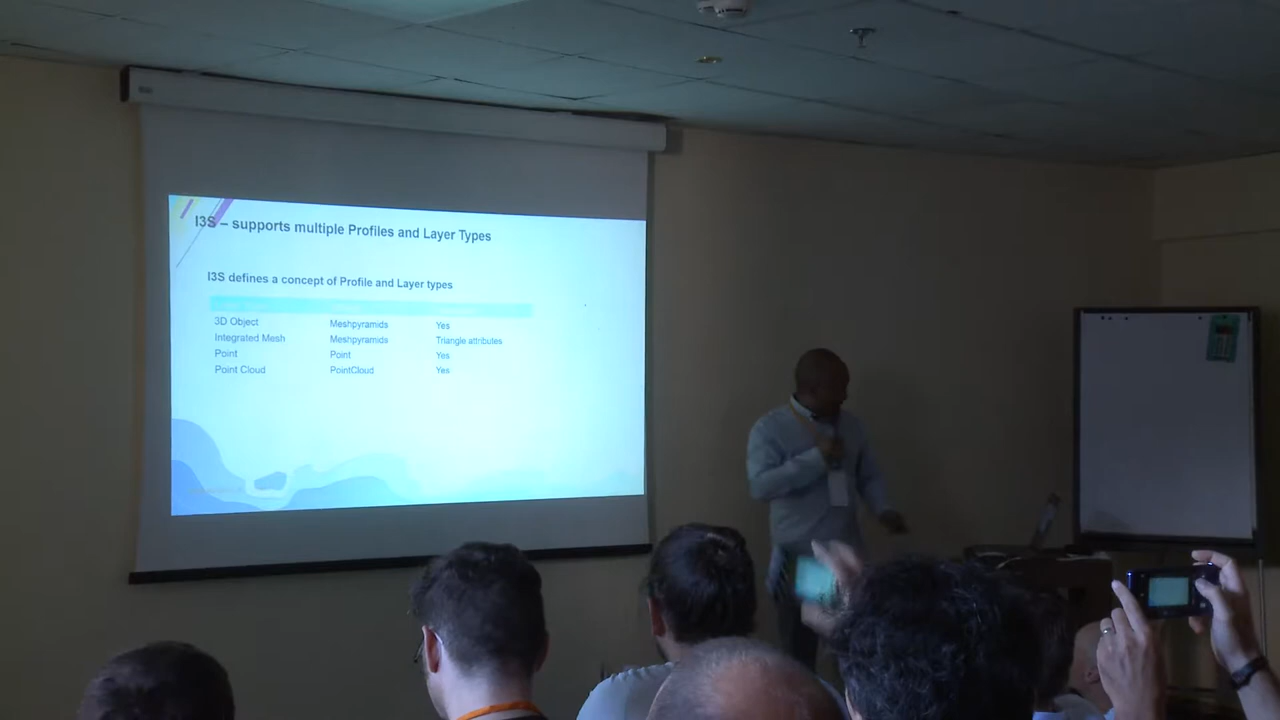 I3S – supports multiple Profiles and Layer Types
I3S defines a concept of Profile and Layer types
3D Object Meshpyramids Yes
Integrated Mesh Meshpyramids Triangle attributes
Point Point Yes
Point Cloud PointCloud Yes